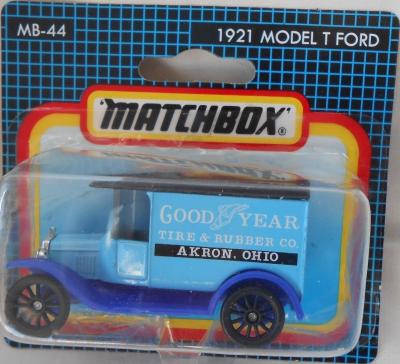 MB-44
1921 MODEL T FORD
"MATCHBOX"®
GOOD YEAR
TIRE & RUBBER CO.
AKRON, OHIO